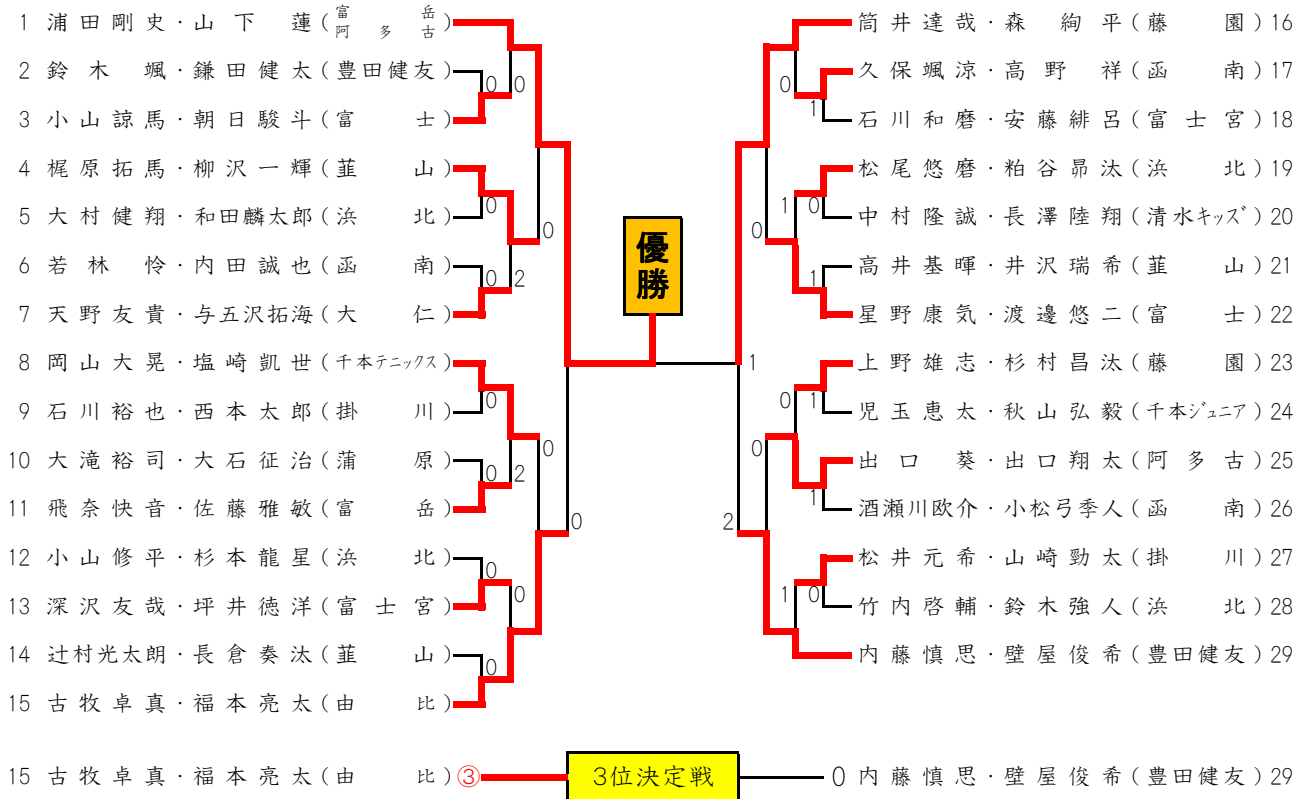 1 浦田剛史・山下 蓮(富岳 阿多古)
2 鈴木 颯・鎌田健太(豊田健友)
3 小山諒馬・朝日駿斗(富士)
4 梶原拓馬・柳沢一輝(韮山)
5 大村健翔・和田麟太郎(浜北)
6 若林 怜・内田誠也(函南)
7 天野友貴・与五沢拓海(大仁)
8 岡山大晃・塩崎凱世(千本テニックス)
9 石川裕也・西本太郎(掛川)
10 大滝裕司・大石征治(蒲原)
11 飛奈快音・佐藤雅敏(富岳)
12 小山修平・杉本龍星(浜北)
13 深沢友哉・坪井徳洋(富士宮)
14 辻村光太朗・長倉奏汰(韮山)
15 古牧卓真・福本亮太(由比)
0
0
0
2
0
0
0
2
0
0
0
0
0
0
優勝
1
2
0
0
1
0
1
0
1
0
0
1
1
1
0
筒井達哉・森 絢平(藤園)16
久保颯涼・高野 祥(函南)17
石川和磨・安藤緋呂(富士宮)18
松尾悠磨・粕谷昴汰(浜北)19
中村隆誠・長澤陸翔(清水キッズ)20
高井基暉・井沢瑞希(韮山)21
星野康気・渡邊悠二(富士)22
上野雄志・杉村昌汰(藤園)23
児玉恵太・秋山弘毅(千本ジュニア)24
出口 葵・出口翔太(阿多古)25
酒瀬川欧介・小松弓季人(函南)26
松井元希・山崎勁太(掛川)27
竹内啓輔・鈴木強人(浜北)28
内藤慎思・壁屋俊希(豊田健友)29
15 古牧卓真・福本亮太(由比)③ 3位決定戦 0 内藤慎思・壁屋俊希(豊田健友)29